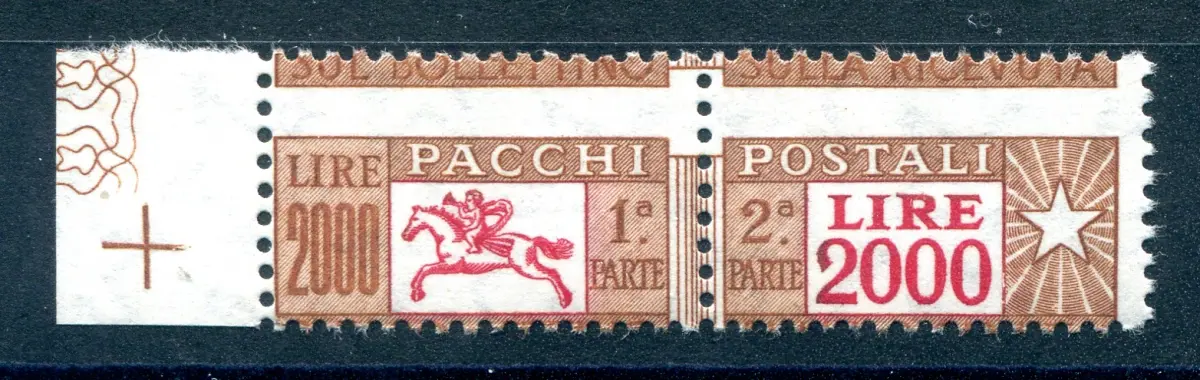 SUL BOLLETTINO SULLA RICEVUTA
PACCHI POSTALI
LIRE 1ª 2ª LIRE
2000 PARTE PARTE 2000